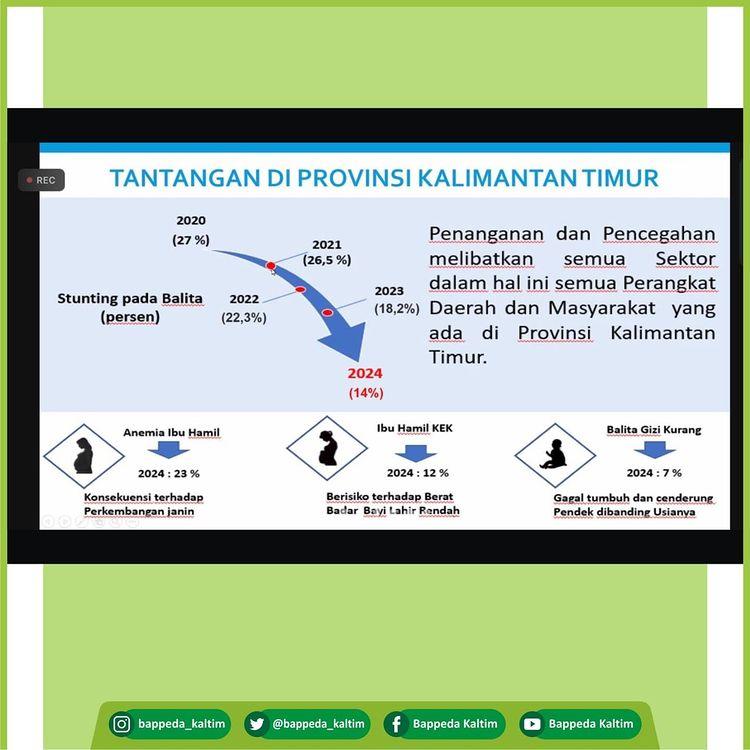 REC
TANTANGAN DI PROVINSI KALIMANTAN TIMUR
2020
(27 %)
2021
(26,5 %)
Stunting pada Balita
(persen)
2022
(22,3%)
2023
(18,2%)
2024
(14%)
Penanganan dan Pencegahan
melibatkan semua Sektor
dalam hal ini semua Perangkat
Daerah dan Masyarakat yang
ada di Provinsi Kalimantan
Timur.
Anemia Ibu Hamil
2024 : 23 %
Konsekuensi terhadap
Perkembangan janin
Ibu Hamil KEK
2024 : 12 %
Berisiko terhadap Berat
Badar Bayi Lahir Rendah
Balita Gizi Kurang
2024 : 7 %
Gagal tumbuh dan cenderung
Pendek dibanding Usianya
bappeda_kaltim
@bappeda_kaltim
Bappeda Kaltim
Bappeda Kaltim